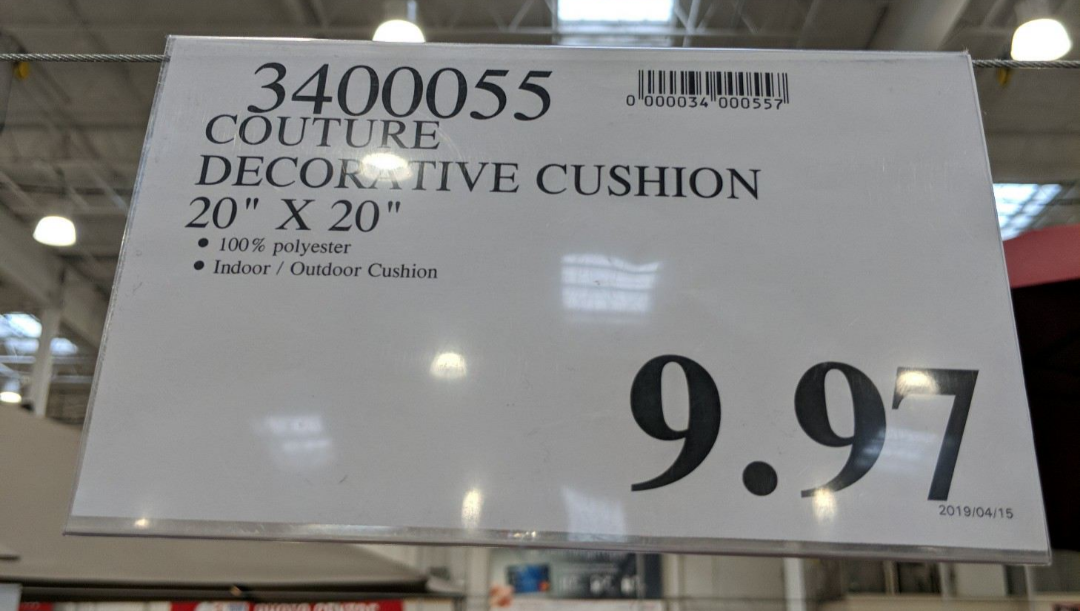 3400055
0 000034 000557
COUTURE
DECORATIVE CUSHION
20" X 20"
• 100% polyester
• Indoor / Outdoor Cushion
9.97
2019/04/15